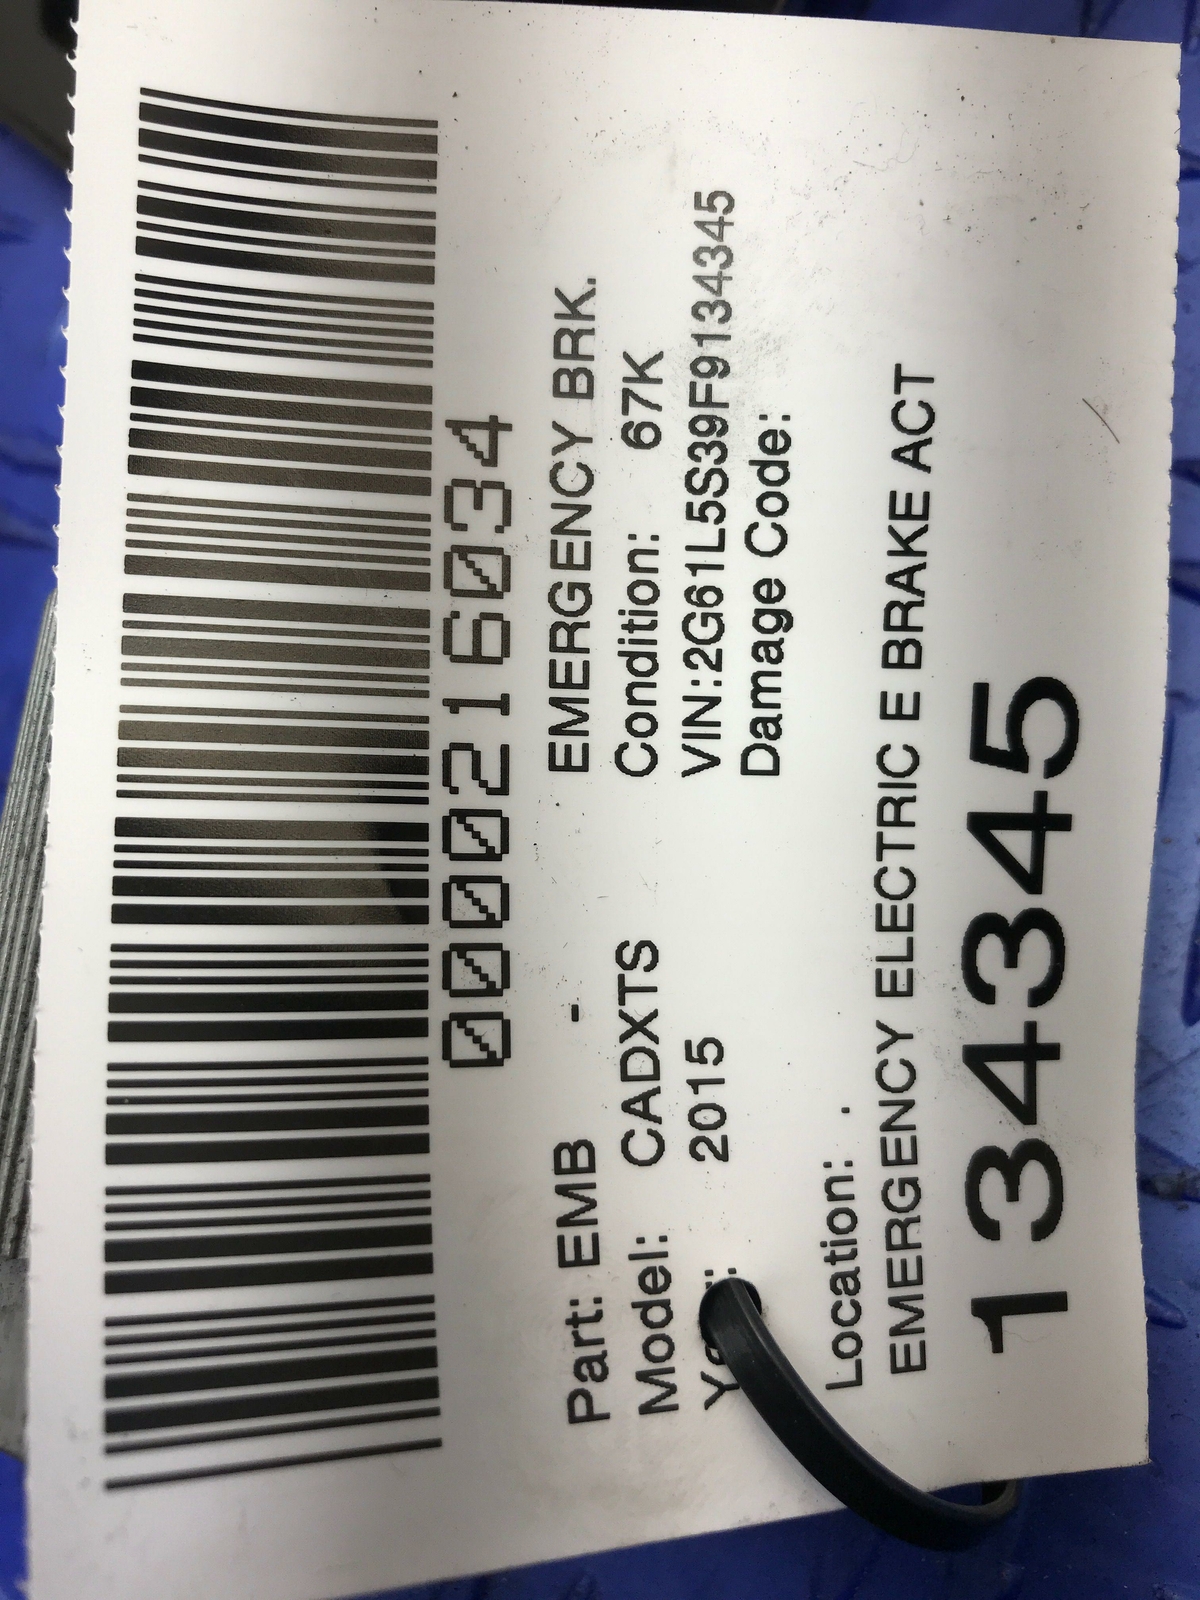 0000216034
Part: EMB - EMERGENCY BRK.
Model: CADXTS Condition: 67K
2015 VIN:2G61L5S39F9134345
Damage Code:
Location: .
EMERGENCY ELECTRIC E BRAKE ACT
134345